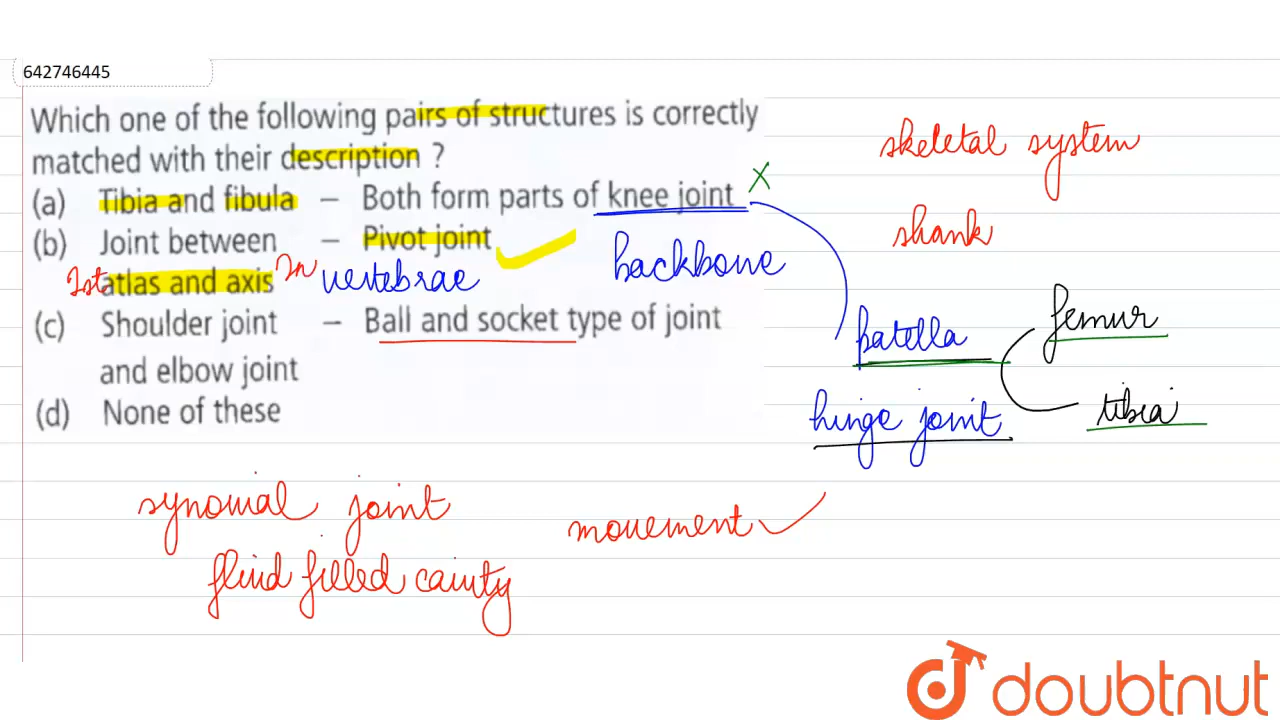 642746445
Which one of the following pairs of structures is correctly
matched with their description ?
(a) Tibia and fibula – Both form parts of knee joint X
(b) Joint between – Pivot joint
Ist atlas and axis In vertebrae
backbone
(c) Shoulder joint – Ball and socket type of joint
and elbow joint
(d) None of these
skeletal system
shank
patella
femur
tibia
hinge joint
synovial joint
fluid filled cavity
movement
doubtnut